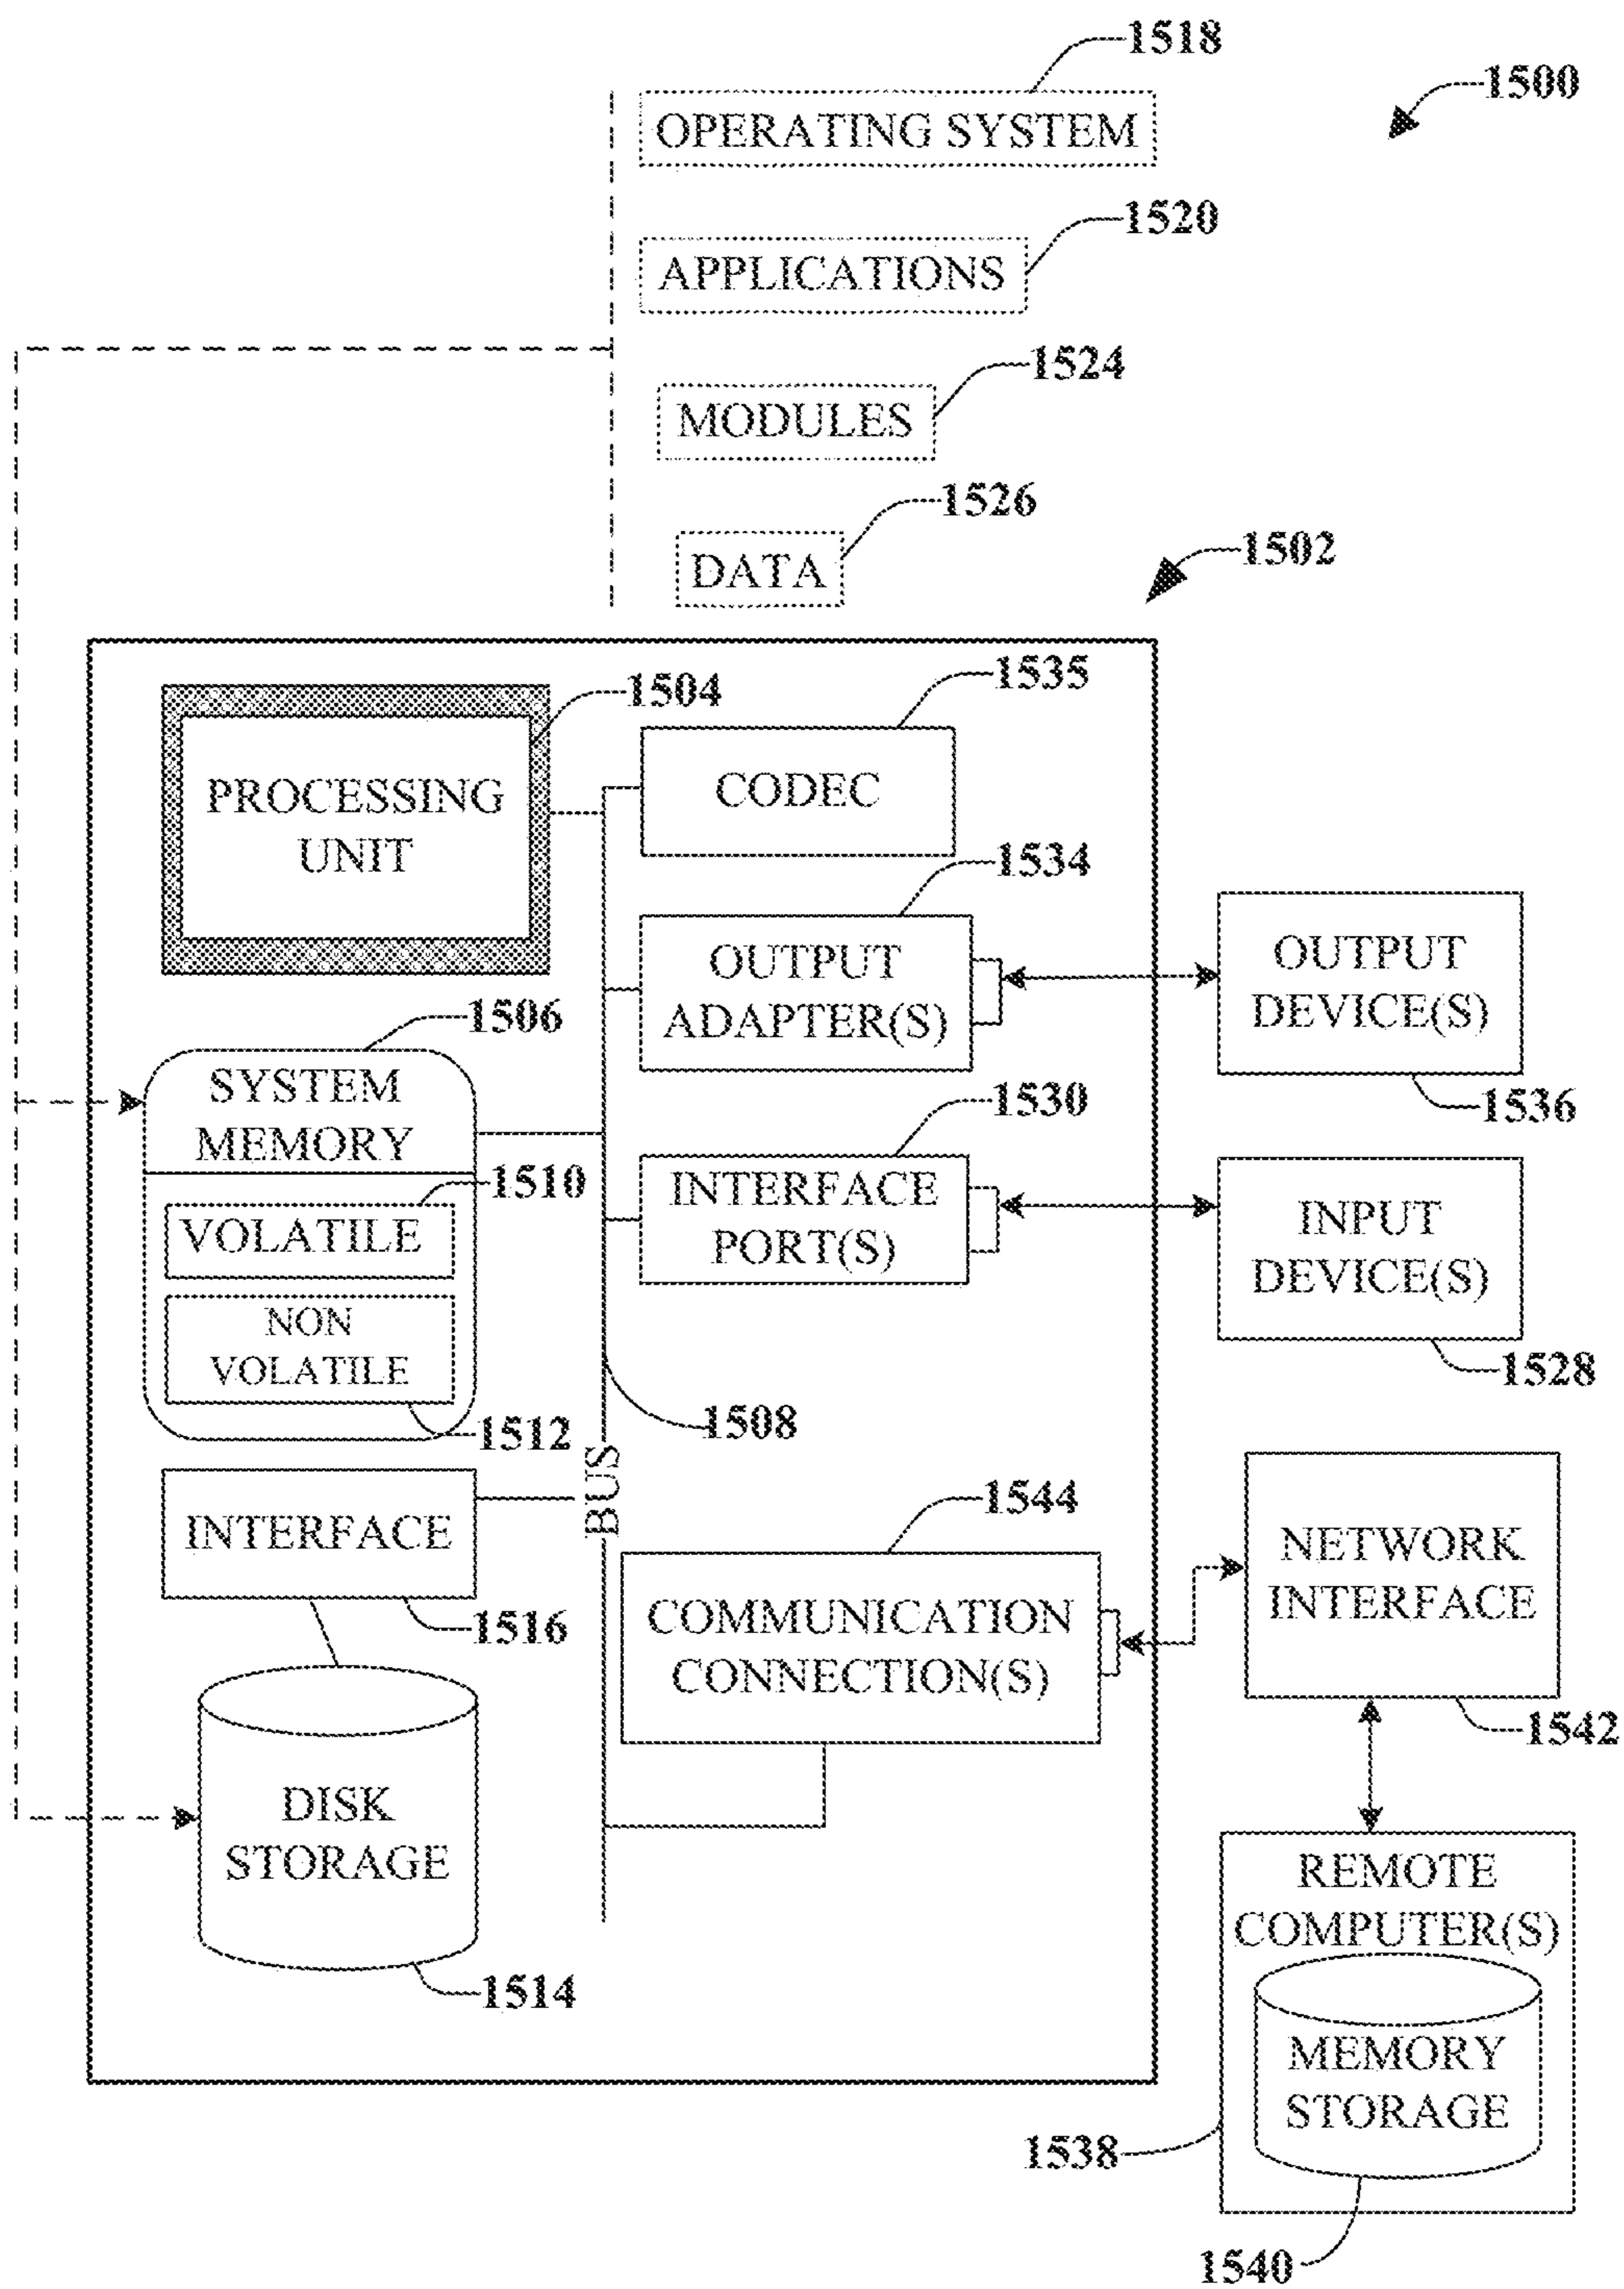 1518
1500
OPERATING SYSTEM
1520
APPLICATIONS
1524
MODULES
1526
DATA
1502
1535
1504
CODEC
PROCESSING
UNIT
1534
OUTPUT
ADAPTER(S)
OUTPUT
DEVICE(S)
1536
1506
SYSTEM
MEMORY
1530
1510
INTERFACE
PORT(S)
INPUT
DEVICE(S)
1528
VOLATILE
NON
VOLATILE
1512
1508
BUS
1544
INTERFACE
1516
COMMUNICATION
CONNECTION(S)
NETWORK
INTERFACE
1542
DISK
STORAGE
1514
REMOTE
COMPUTER(S)
MEMORY
STORAGE
1538
1540